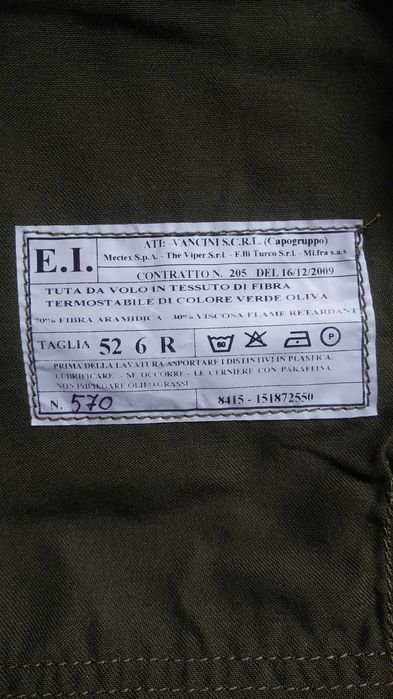 E.I.
ATI: -VANCINI S.C.R.L. (Capogruppo)
Mectex S.p.A. - The Viper S.r.l. - F.lli Turco S.r.l. - Mi.fra s.a.s
CONTRATTO N. 205 DEL 16/12/2009
TUTA DA VOLO IN TESSUTO DI FIBRA
TERMOSTABILE DI COLORE VERDE OLIVA
70% FIBRA ARAMIDICA - 30% VISCOSA FLAME RETARDANT
TAGLIA 52 6 R
60
P
PRIMA DELLA LAVATURA ASPORTARE I DISTINTIVI IN PLASTICA.
LUBRIFICARE - SE OCCORRE - LE CERNIERE CON PARAFFINA.
NON IMPIEGARE OLII O GRASSI
N. 570
8415 - 151872550